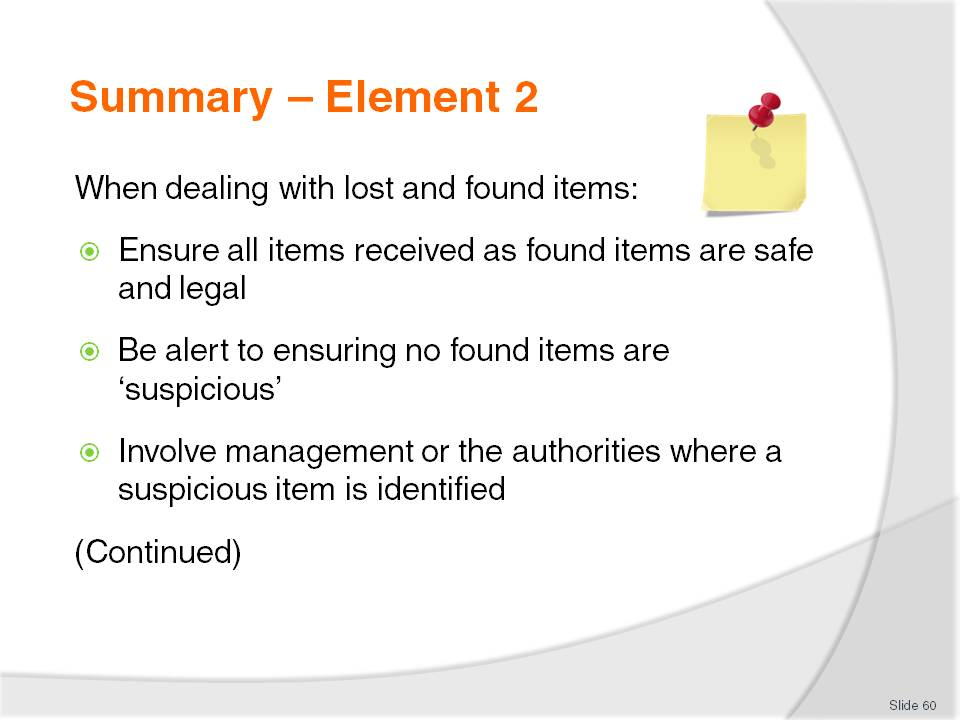 Summary – Element 2
When dealing with lost and found items:
Ensure all items received as found items are safe
and legal
Be alert to ensuring no found items are
‘suspicious’
Involve management or the authorities where a
suspicious item is identified
(Continued)
Slide 60